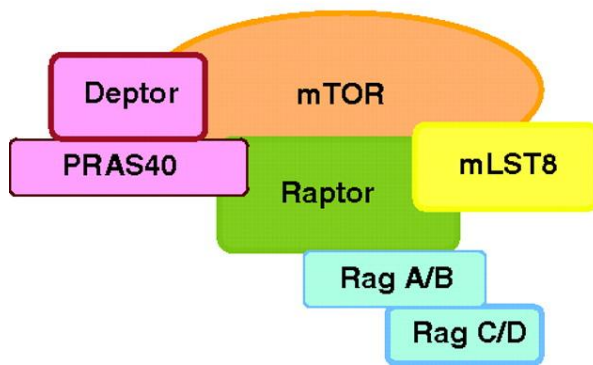 Deptor
mTOR
PRAS40
mLST8
Raptor
Rag A/B
Rag C/D